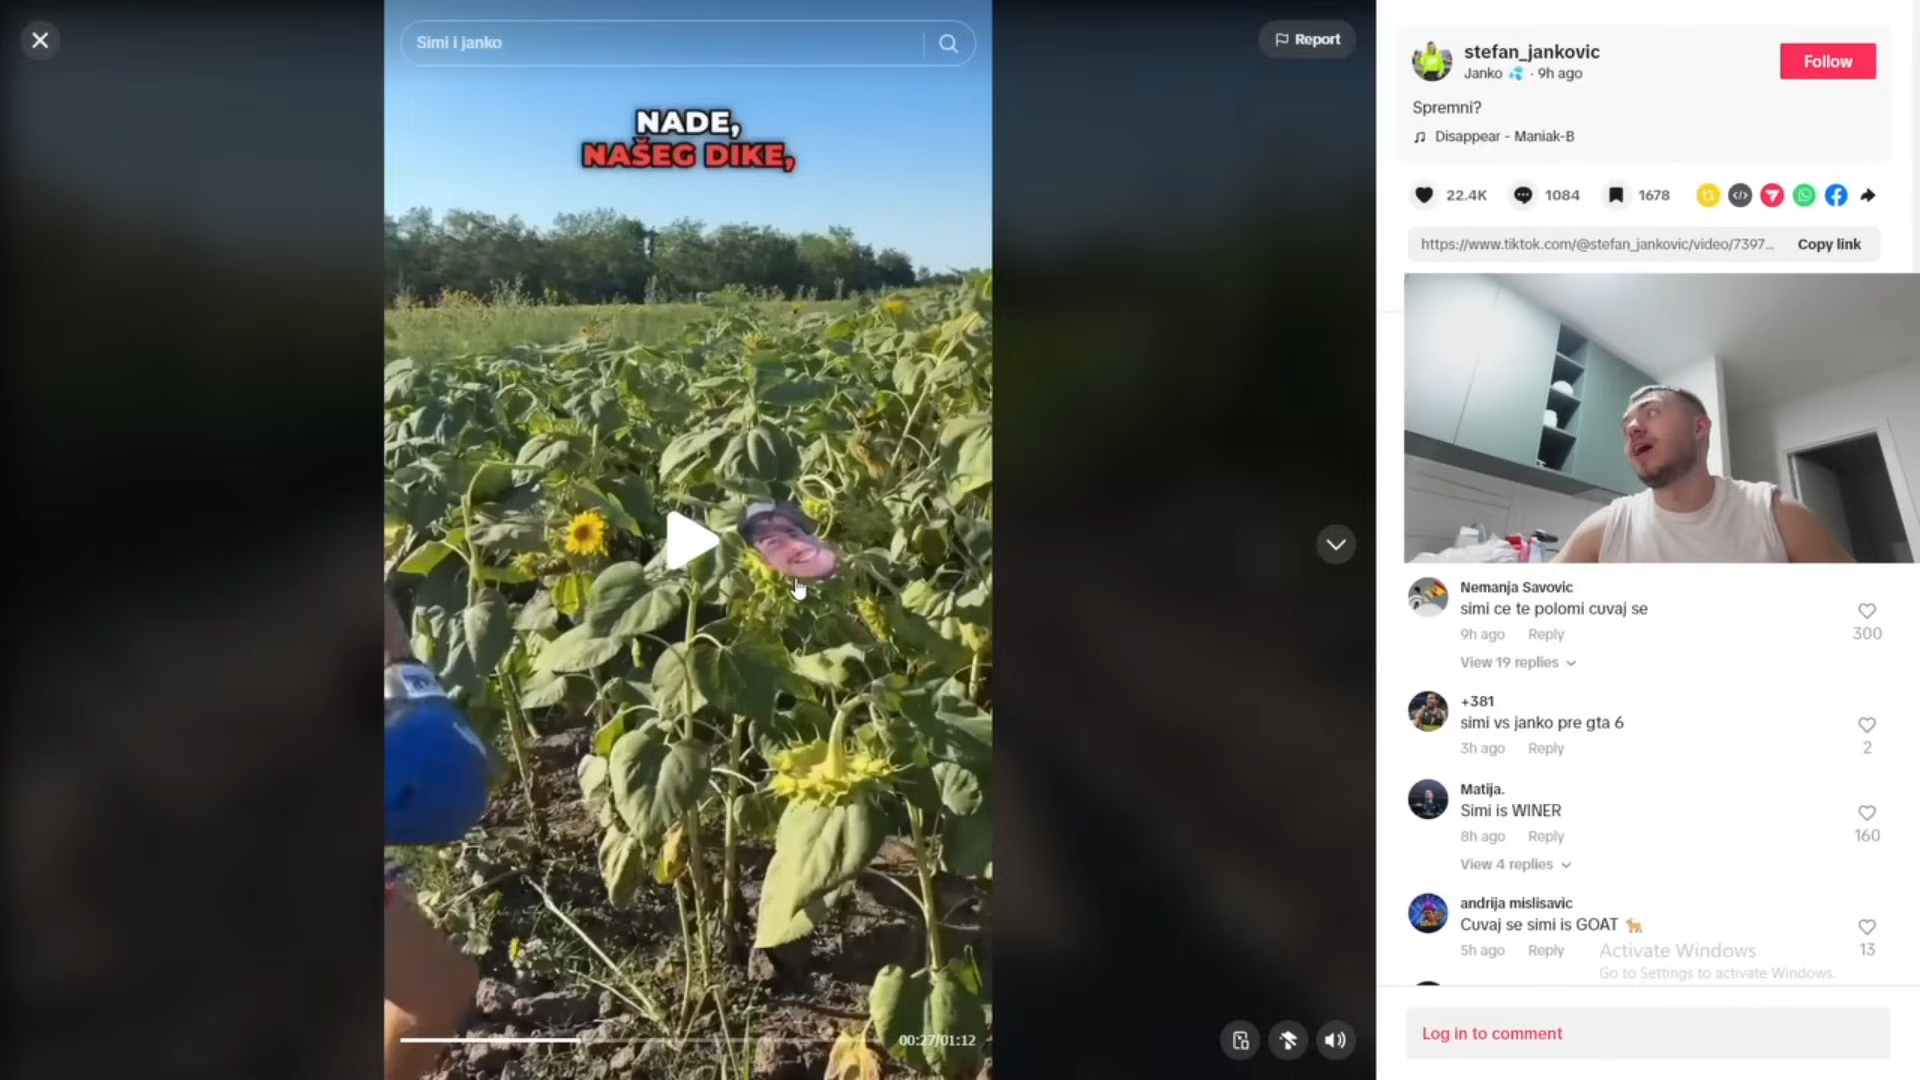 Simi i janko
Report
NADE,
NAŠEG DIKE,
00:27/01:12
stefan_jankovic
Janko 💦 · 9h ago
Follow
Spremni?
Disappear - Maniak-B
22.4K
1084
1678
https://www.tiktok.com/@stefan_jankovic/video/7397...
Copy link
Nemanja Savovic
simi ce te polomi cuvaj se
9h ago Reply
300
View 19 replies
+381
simi vs janko pre gta 6
3h ago Reply
2
Matija.
Simi is WINER
8h ago Reply
160
View 4 replies
andrija mislisavic
Cuvaj se simi is GOAT 🐐
5h ago Reply
13
Activate Windows
Go to Settings to activate Windows.
Log in to comment